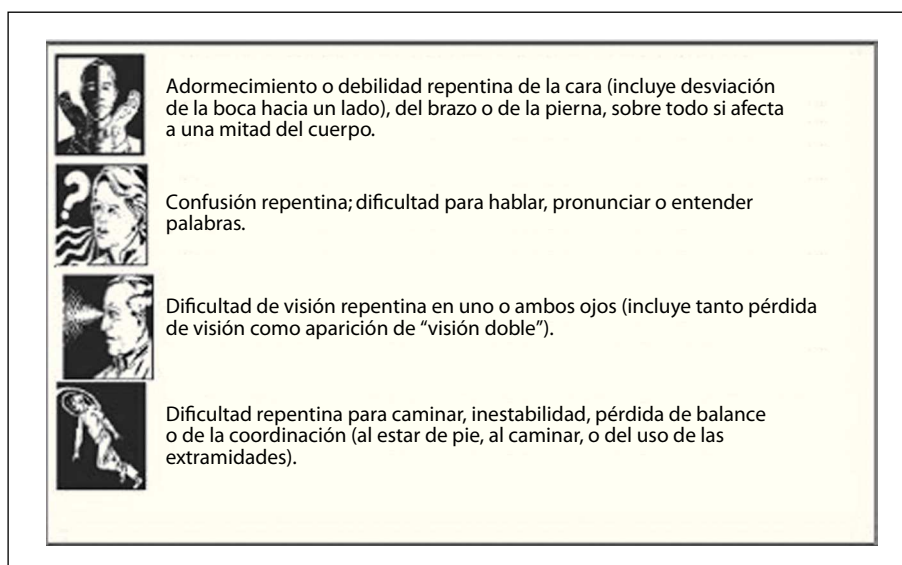 Adormecimiento o debilidad repentina de la cara (incluye desviación
de la boca hacia un lado), del brazo o de la pierna, sobre todo si afecta
a una mitad del cuerpo.
?
Confusión repentina; dificultad para hablar, pronunciar o entender
palabras.
Dificultad de visión repentina en uno o ambos ojos (incluye tanto pérdida
de visión como aparición de “visión doble”).
Dificultad repentina para caminar, inestabilidad, pérdida de balance
o de la coordinación (al estar de pie, al caminar, o del uso de las
extramidades).